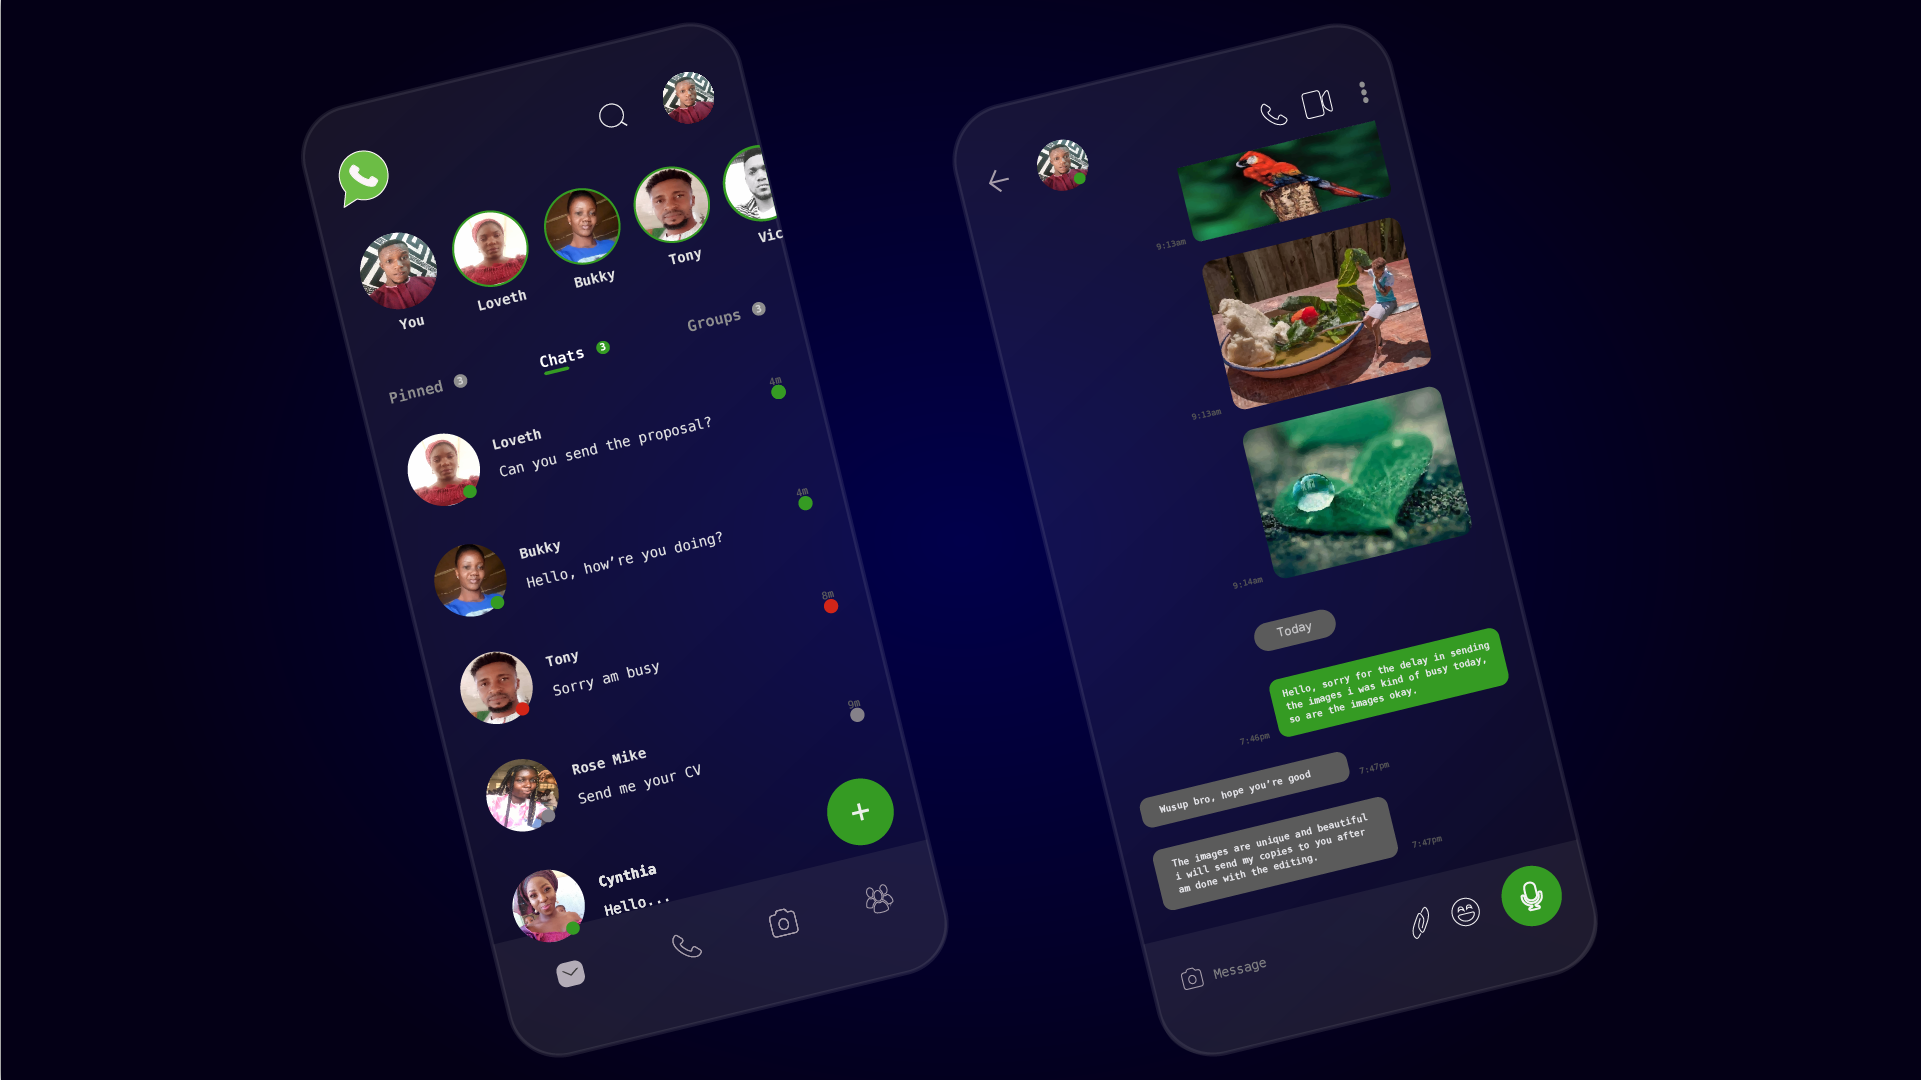 You
Loveth
Bukky
Tony
Vic
Pinned 3
Chats 3
Groups 3
4m
Loveth
Can you send the proposal?
4m
Bukky
Hello, how’re you doing?
8m
Tony
Sorry am busy
9m
Rose Mike
Send me your CV
Cynthia
Hello...
9:13am
9:13am
9:14am
Today
Hello, sorry for the delay in sending
the images i was kind of busy today,
so are the images okay.
7:46pm
Wusup bro, hope you’re good
7:47pm
The images are unique and beautiful
i will send my copies to you after
am done with the editing.
7:47pm
Message